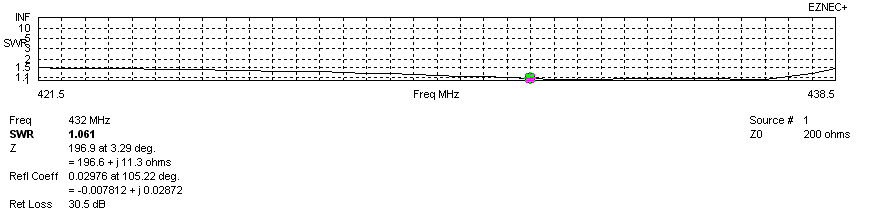 EZNEC+
INF
10
5
3
SWR
2
1.5
1.1
1
421.5 Freq MHz 438.5
Freq 432 MHz Source # 1
SWR 1.061 Z0 200 ohms
Z 196.9 at 3.29 deg.
= 196.6 + j 11.3 ohms
Refl Coeff 0.02976 at 105.22 deg.
= -0.007812 + j 0.02872
Ret Loss 30.5 dB